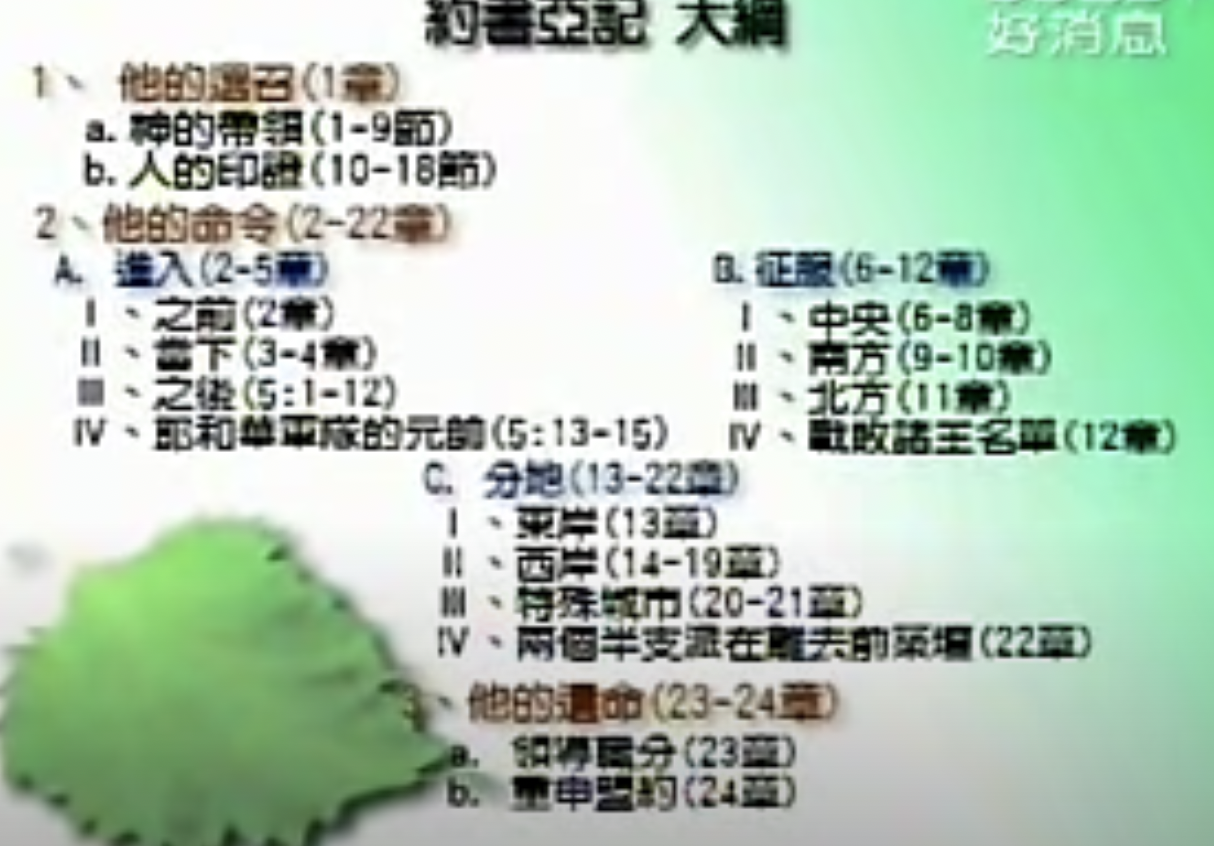 約書亞記 大綱
好消息
1、 他的選召(1章)
a. 神的帶領(1-9節)
b. 人的印證(10-18節)
2、他的命令(2-22章)
A. 進入(2-5章)
I 、之前(2章)
II 、當下(3-4章)
III 、之後(5:1-12)
IV 、耶和華軍隊的元帥(5:13-15)
B. 征服(6-12章)
I 、中央(6-8章)
II 、南方(9-10章)
III 、北方(11章)
IV 、戰敗諸王名單(12章)
C. 分地(13-22章)
I 、東岸(13章)
II 、西岸(14-19章)
III 、特殊城市(20-21章)
IV 、兩個半支派在離去前築壇(22章)
3、他的遺命(23-24章)
a. 領導職分(23章)
b. 重申盟約(24章)